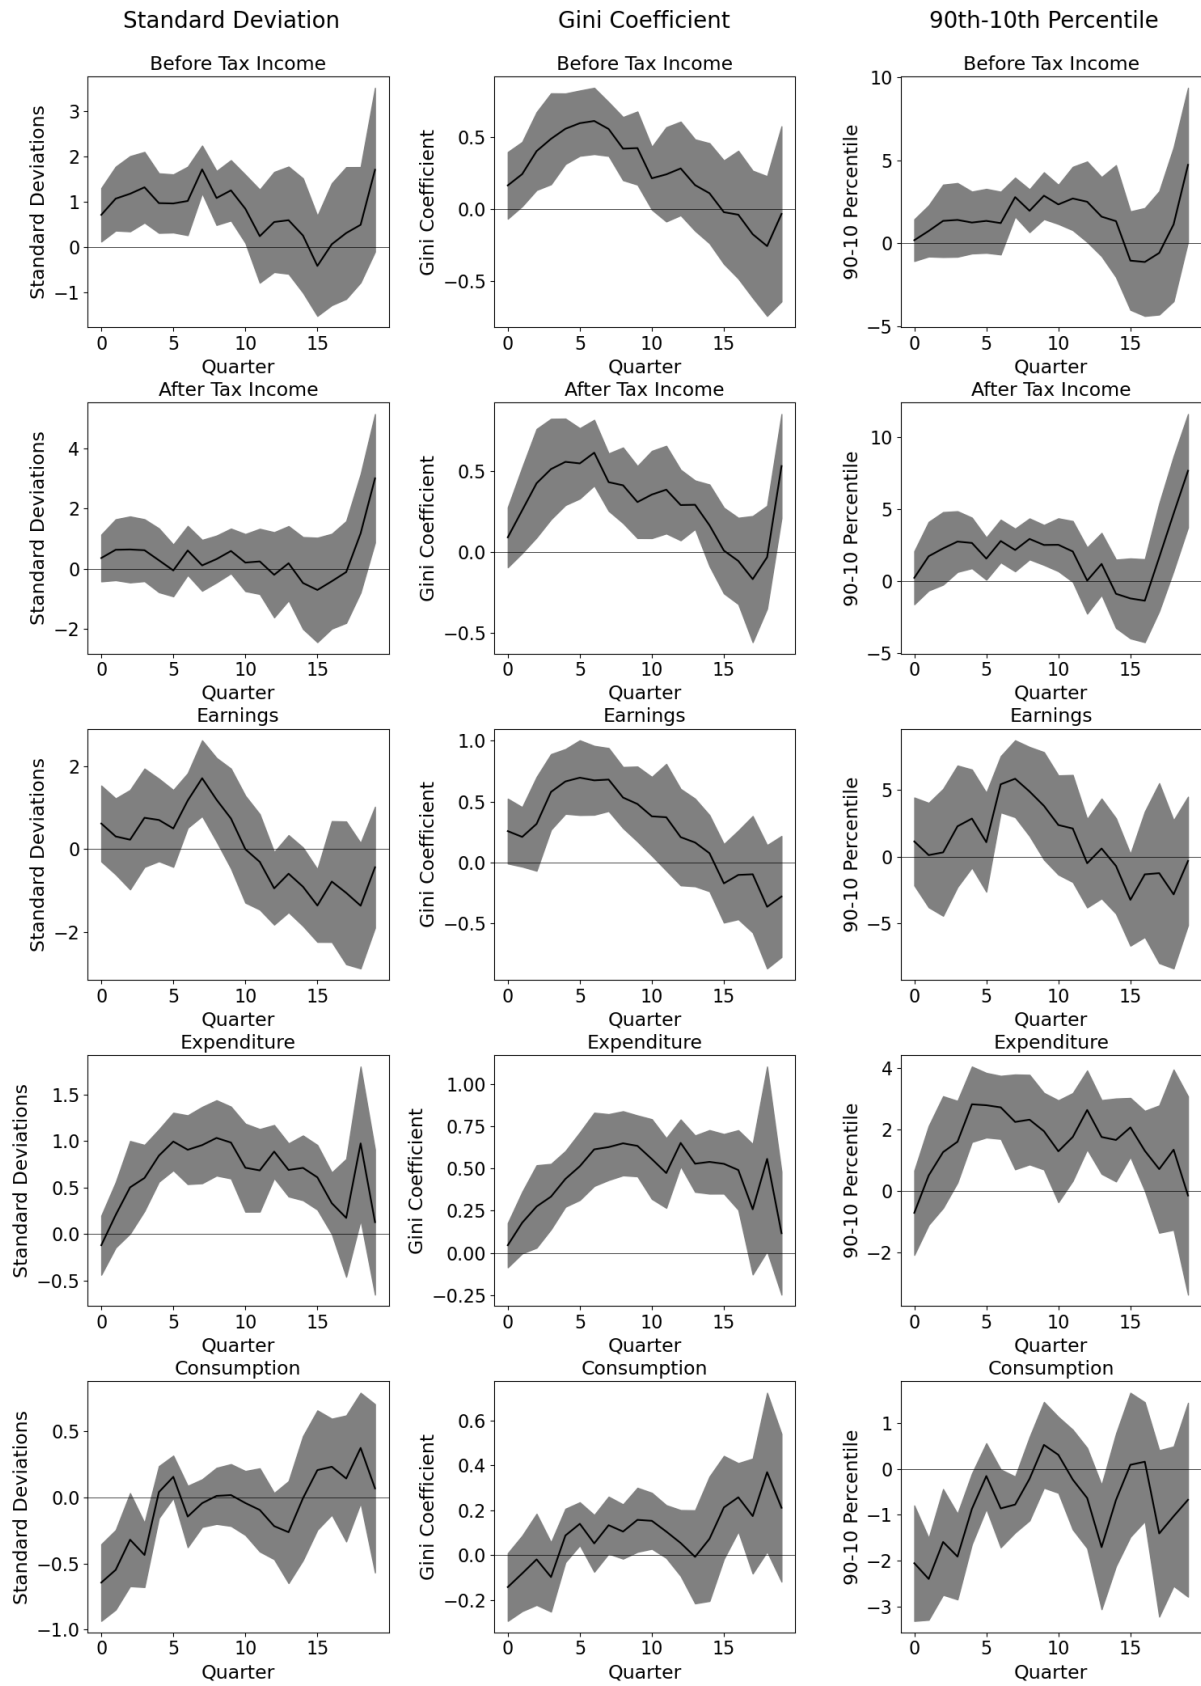 Standard Deviation Gini Coefficient 90th-10th Percentile
Before Tax Income Before Tax Income Before Tax Income
Standard Deviations
3
2
1
0
−1
0 5 10 15
Quarter
Gini Coefficient
0.5
0.0
−0.5
0 5 10 15
Quarter
90-10 Percentile
10
5
0
−5
0 5 10 15
Quarter
After Tax Income After Tax Income After Tax Income
Standard Deviations
4
2
0
−2
0 5 10 15
Quarter
Gini Coefficient
0.5
0.0
−0.5
0 5 10 15
Quarter
90-10 Percentile
10
5
0
−5
0 5 10 15
Quarter
Earnings Earnings Earnings
Standard Deviations
2
0
−2
0 5 10 15
Quarter
Gini Coefficient
1.0
0.5
0.0
−0.5
0 5 10 15
Quarter
90-10 Percentile
5
0
−5
0 5 10 15
Quarter
Expenditure Expenditure Expenditure
Standard Deviations
1.5
1.0
0.5
0.0
−0.5
0 5 10 15
Quarter
Gini Coefficient
1.00
0.75
0.50
0.25
0.00
−0.25
0 5 10 15
Quarter
90-10 Percentile
4
2
0
−2
0 5 10 15
Quarter
Consumption Consumption Consumption
Standard Deviations
0.5
0.0
−0.5
−1.0
0 5 10 15
Quarter
Gini Coefficient
0.6
0.4
0.2
0.0
−0.2
0 5 10 15
Quarter
90-10 Percentile
1
0
−1
−2
−3
0 5 10 15
Quarter